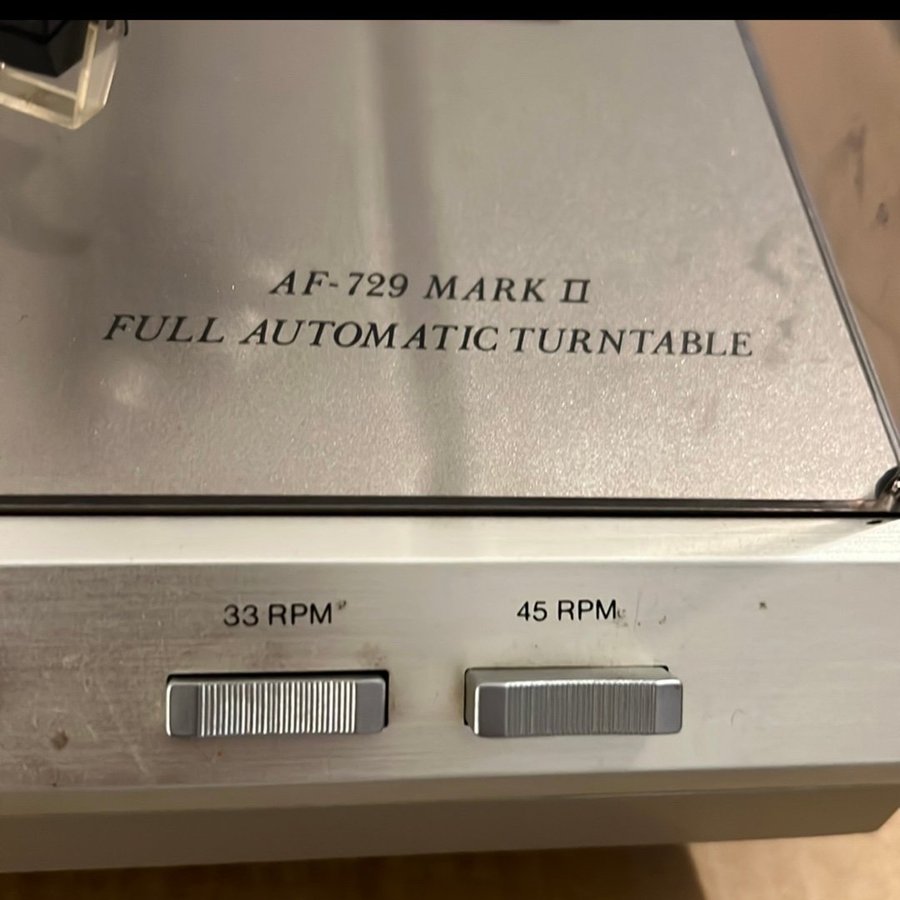 AF-729 MARK II
FULL AUTOMATIC TURNTABLE
33 RPM
45 RPM